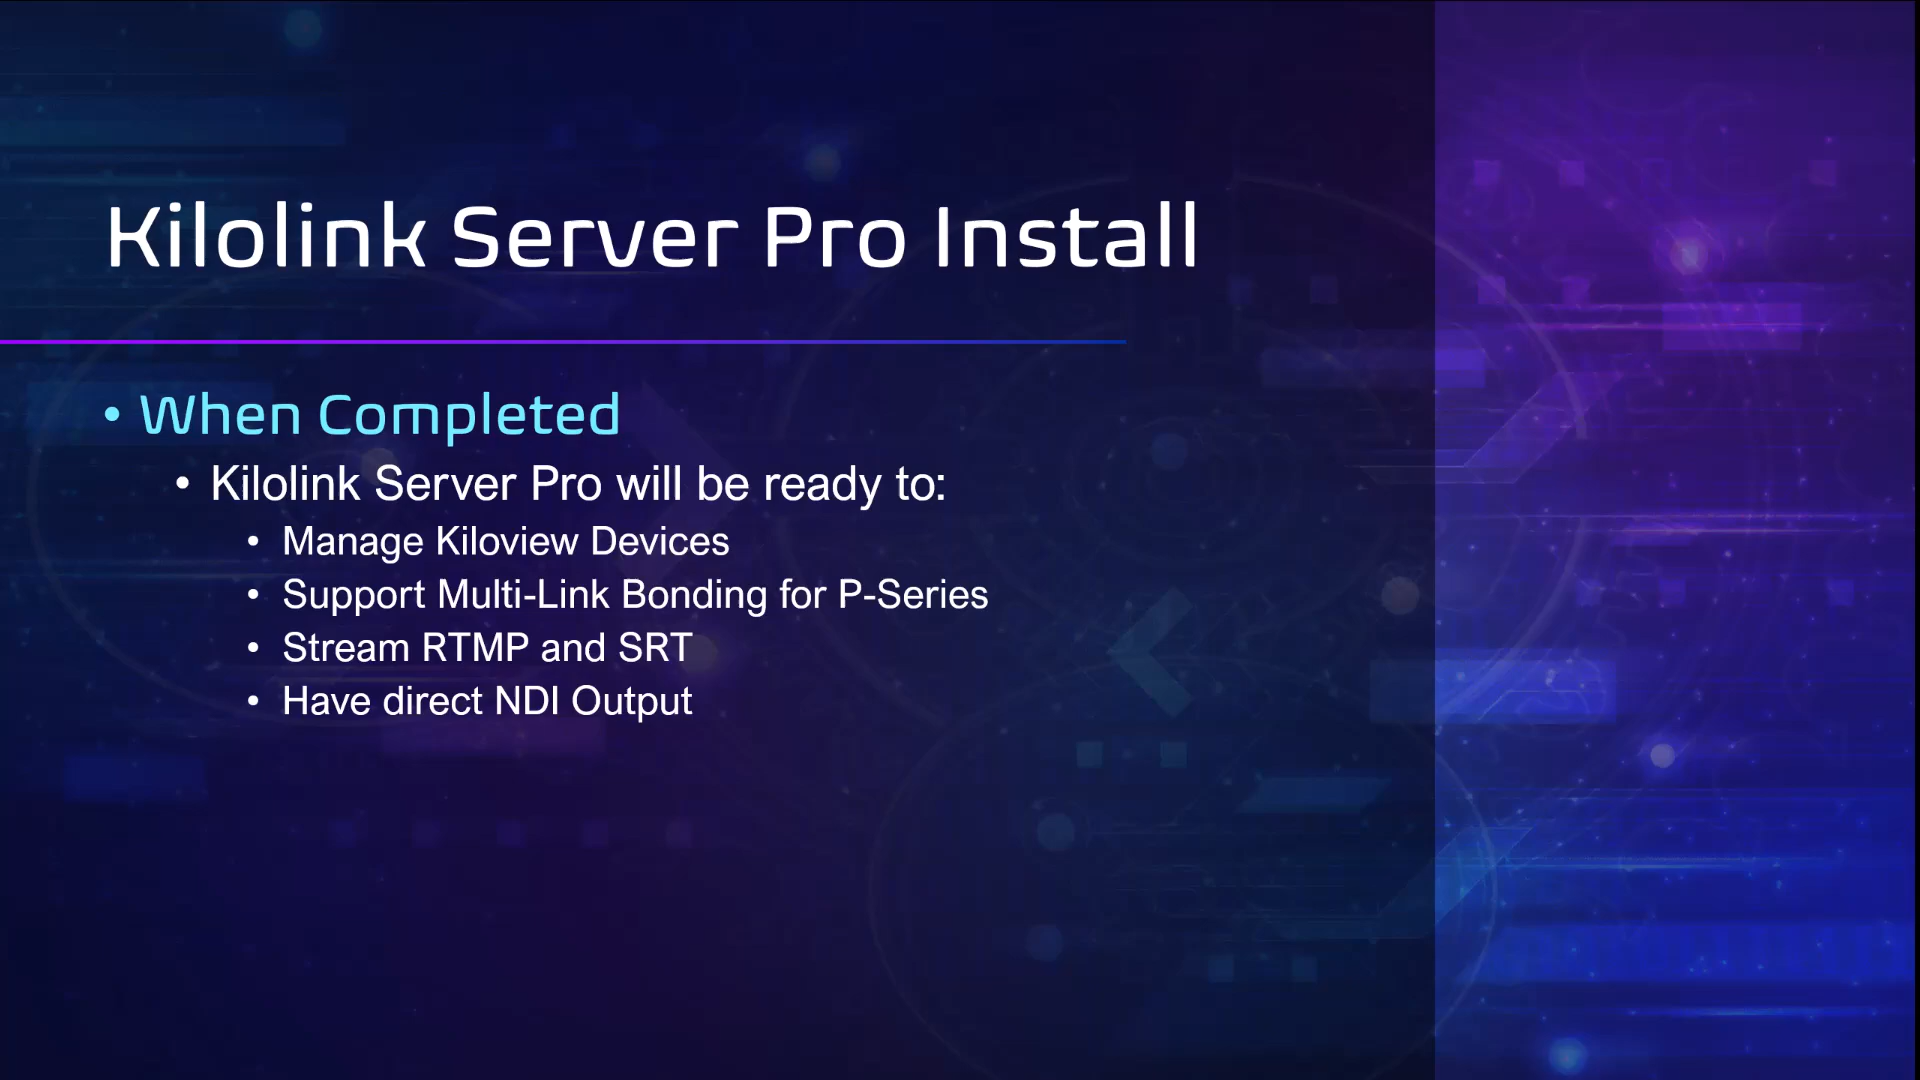 Kilolink Server Pro Install
• When Completed
• Kilolink Server Pro will be ready to:
• Manage Kiloview Devices
• Support Multi-Link Bonding for P-Series
• Stream RTMP and SRT
• Have direct NDI Output